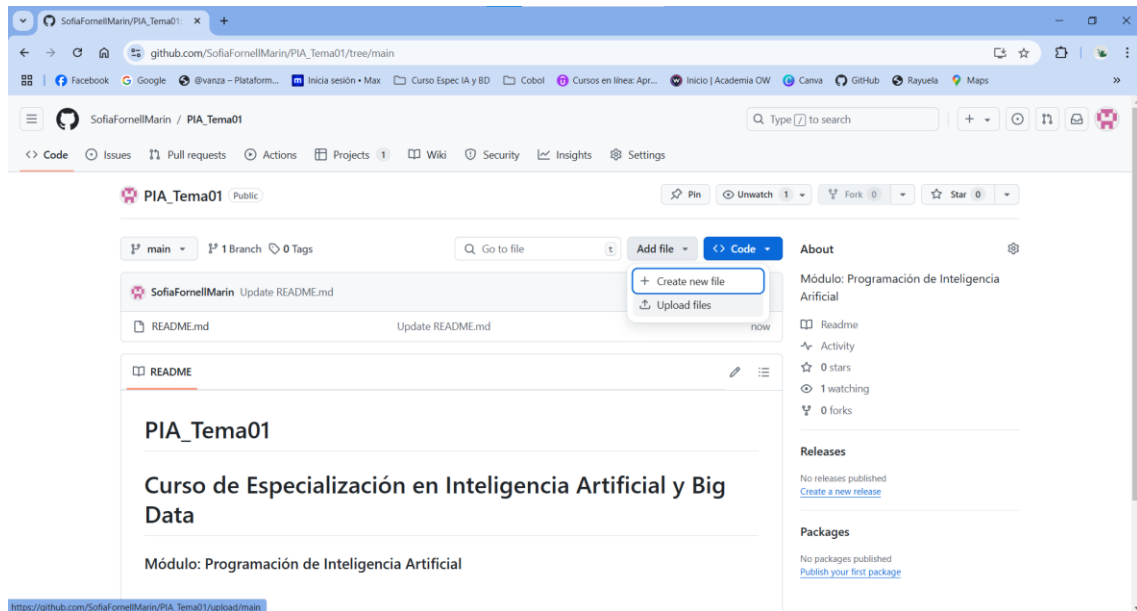 SofiaFornellMarin/PIA_Tema01:
github.com/SofiaFornellMarin/PIA_Tema01/tree/main
Facebook Google @vanza – Plataform... Inicia sesión • Max Curso Espec IA y BD Cobol Cursos en línea: Apr... Inicio | Academia OW Canva GitHub Rayuela Maps »
SofiaFornellMarin / PIA_Tema01 Type / to search
Code Issues Pull requests Actions Projects 1 Wiki Security Insights Settings
PIA_Tema01 Public Pin Unwatch 1 Fork 0 Star 0
main 1 Branch 0 Tags Go to file t Add file Code About
Create new file
Upload files
Módulo: Programación de Inteligencia
Arificial
SofiaFornellMarin Update README.md
README.md Update README.md now
Readme
Activity
0 stars
1 watching
0 forks
README
PIA_Tema01
Releases
No releases published
Create a new release
Curso de Especialización en Inteligencia Artificial y Big
Data
Packages
No packages published
Publish your first package
Módulo: Programación de Inteligencia Artificial
https://github.com/SofiaFornellMarin/PIA_Tema01/upload/main